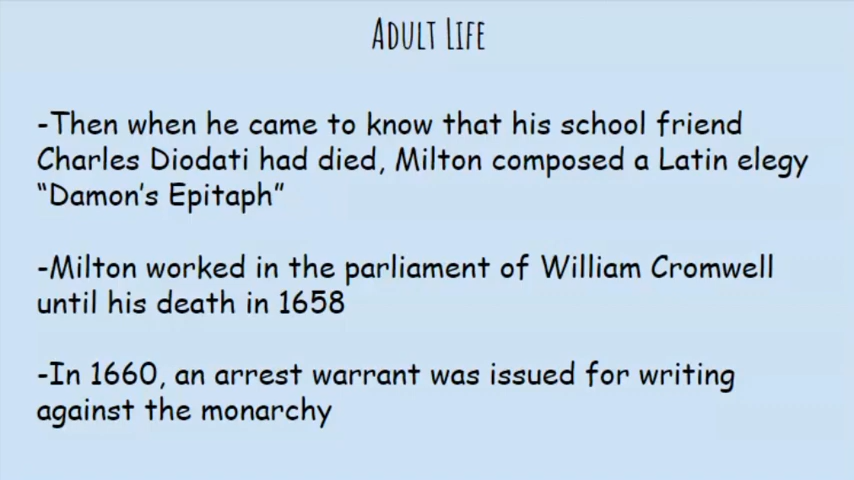 Adult Life
-Then when he came to know that his school friend
Charles Diodati had died, Milton composed a Latin elegy
“Damon’s Epitaph”
-Milton worked in the parliament of William Cromwell
until his death in 1658
-In 1660, an arrest warrant was issued for writing
against the monarchy